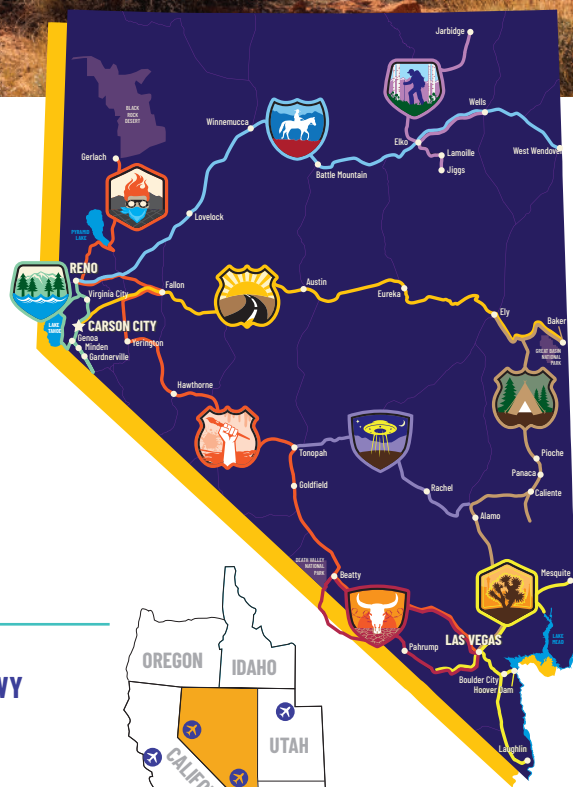 Jarbidge
BLACK
ROCK
DESERT
Wells
Winnemucca
Elko
West Wendover
Lamoille
Gerlach
Battle Mountain
Jiggs
Lovelock
PYRAMID
LAKE
RENO
Virginia City
Fallon
Austin
Eureka
Ely
Baker
CARSON CITY
LAKE
TAHOE
Genoa
Minden
Gardnerville
Yerington
GREAT BASIN
NATIONAL
PARK
Hawthorne
Tonopah
Pioche
Panaca
Goldfield
Rachel
Caliente
Alamo
DEATH VALLEY
NATIONAL
PARK
Beatty
Mesquite
LAS VEGAS
LAKE
MEAD
Pahrump
Boulder City
Hoover Dam
Laughlin
OREGON
IDAHO
WY
UTAH
CALIFO